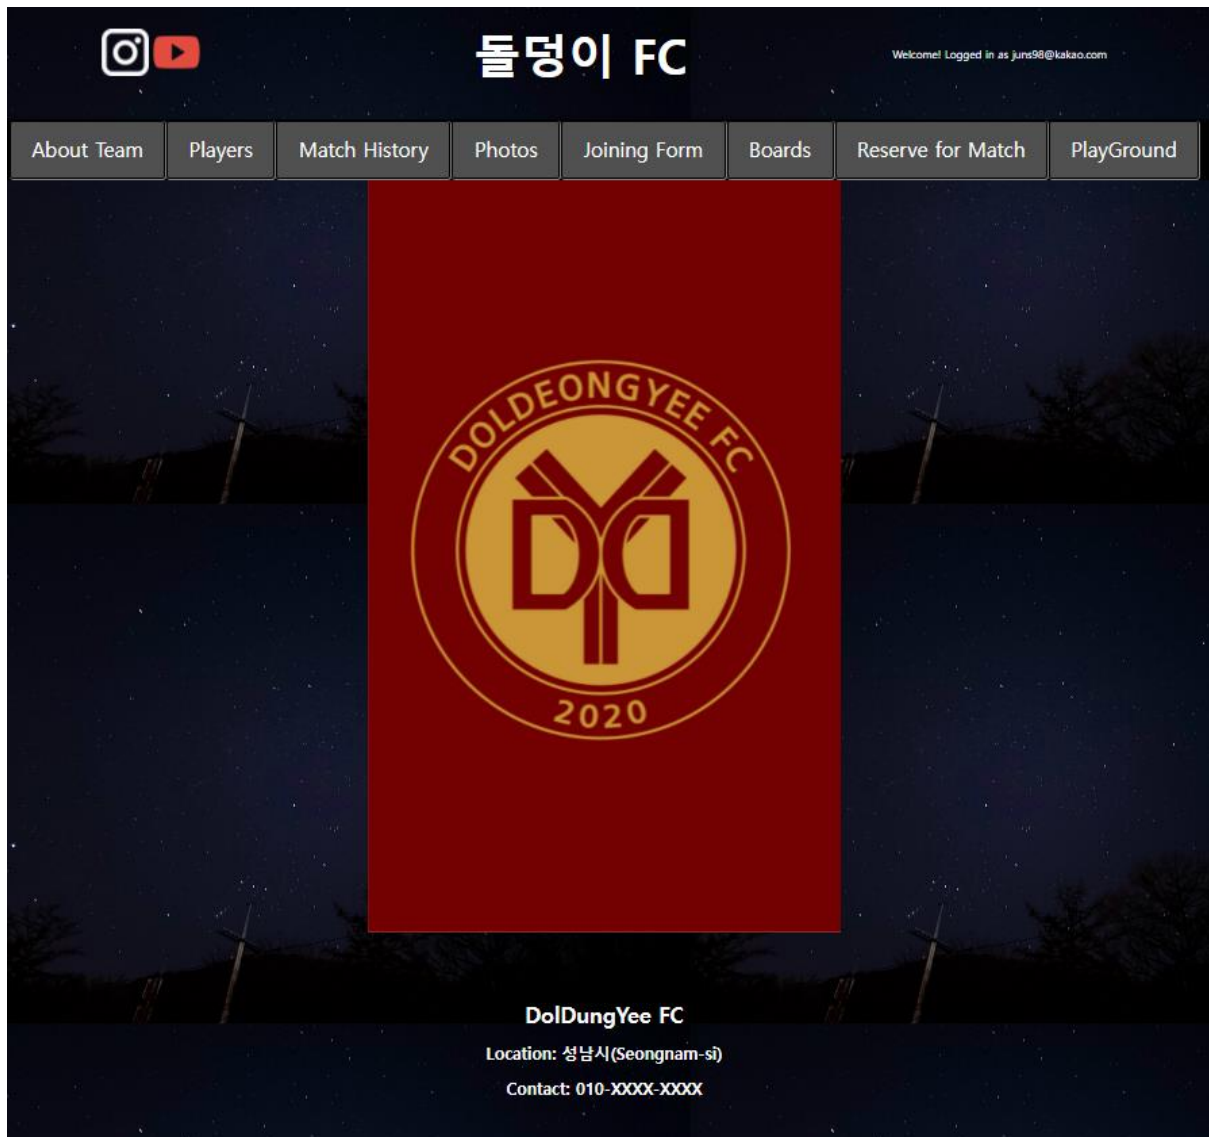 돌덩이 FC
Welcome! Logged in as juns98@kakao.com
About Team
Players
Match History
Photos
Joining Form
Boards
Reserve for Match
PlayGround
DOLDEONGYEE FC
DYD
2020
DolDungYee FC
Location: 성남시(Seongnam-si)
Contact: 010-XXXX-XXXX